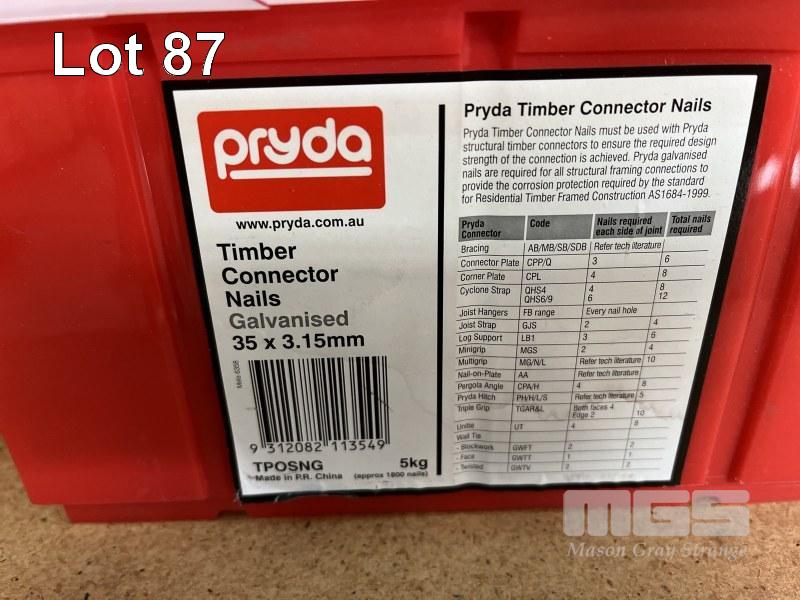 Lot 87
pryda
www.pryda.com.au
Timber
Connector
Nails
Galvanised
35 x 3.15mm
9 312082 113549
TPOSNG 5kg
Made in P.R. China (approx 1800 nails)
Pryda Timber Connector Nails
Pryda Timber Connector Nails must be used with Pryda
structural timber connectors to ensure the required design
strength of the connection is achieved. Pryda galvanised
nails are required for all structural framing connections to
provide the corrosion protection required by the standard
for Residential Timber Framed Construction AS1684-1999.
Pryda Connector Code Nails required each side of joint Total nails required
Bracing AB/MB/SB/SDB Refer tech literature
Connector Plate CPP/Q 3 6
Corner Plate CPL 4 8
Cyclone Strap QHS4 4 8
QHS6/9 6 12
Joist Hangers FB range Every nail hole
Joist Strap GJS 2 4
Log Support LB1 3 6
Minigrip MGS 2 4
Multigrip MG/N/L Refer tech literature 10
Nail-on-Plate AA Refer tech literature
Pergola Angle CPA/H 4 8
Pryda Hitch PH/H/L/S Refer tech literature 5
Triple Grip TGAR&L Both faces 4
Edge 2 10
Unitie UT 4 8
Wall Tie
- Blockwork GWFT 2 2
- Face GWTT 1 1
- Twisted GWTV 2 2
MGS
Mason Gray Strange